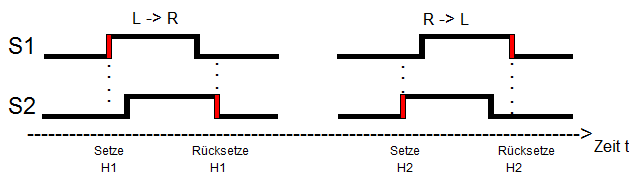 L -> R
R -> L
S1
S2
Zeit t
Setze
H1
Rücksetze
H1
Setze
H2
Rücksetze
H2